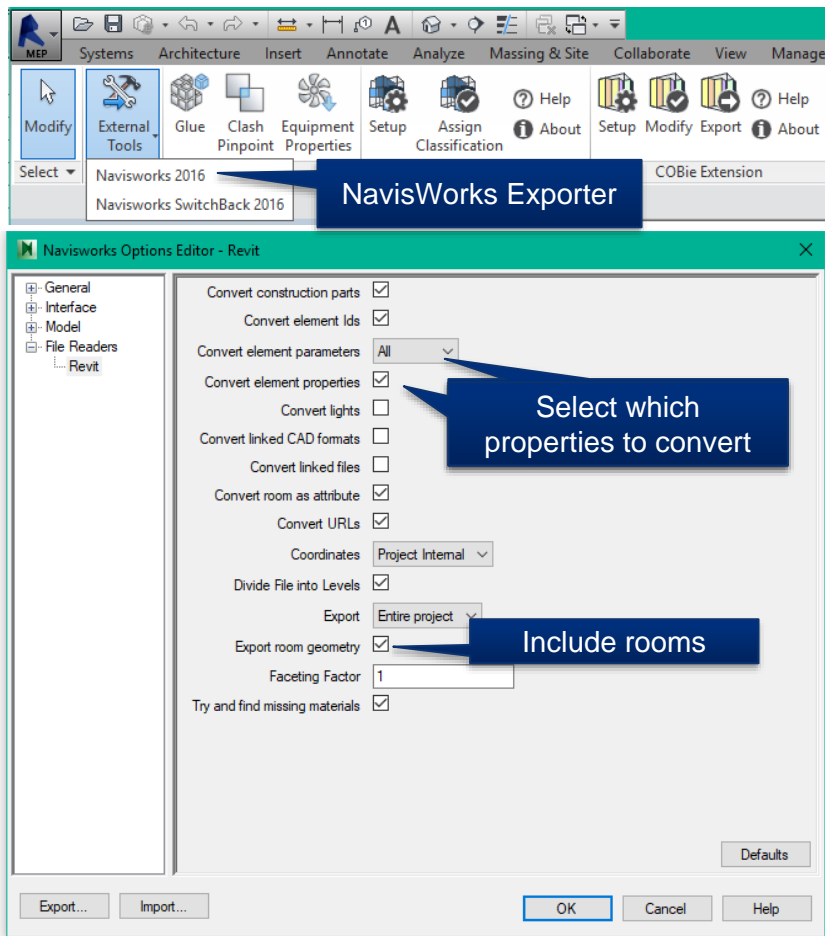 MEP
Systems Architecture Insert Annotate Analyze Massing & Site Collaborate View Manage
Modify
External Tools
Glue
Clash Pinpoint
Equipment Properties
Setup
Assign Classification
Help
About
Setup Modify Export
Help
About
Select
COBie Extension
Navisworks 2016
Navisworks SwitchBack 2016
NavisWorks Exporter
Navisworks Options Editor - Revit
General
Interface
Model
File Readers
Revit
Convert construction parts
Convert element Ids
Convert element parameters All
Convert element properties
Convert lights
Convert linked CAD formats
Convert linked files
Convert room as attribute
Convert URLs
Coordinates Project Internal
Divide File into Levels
Export Entire project
Export room geometry
Faceting Factor 1
Try and find missing materials
Select which
properties to convert
Include rooms
Defaults
Export... Import... OK Cancel Help